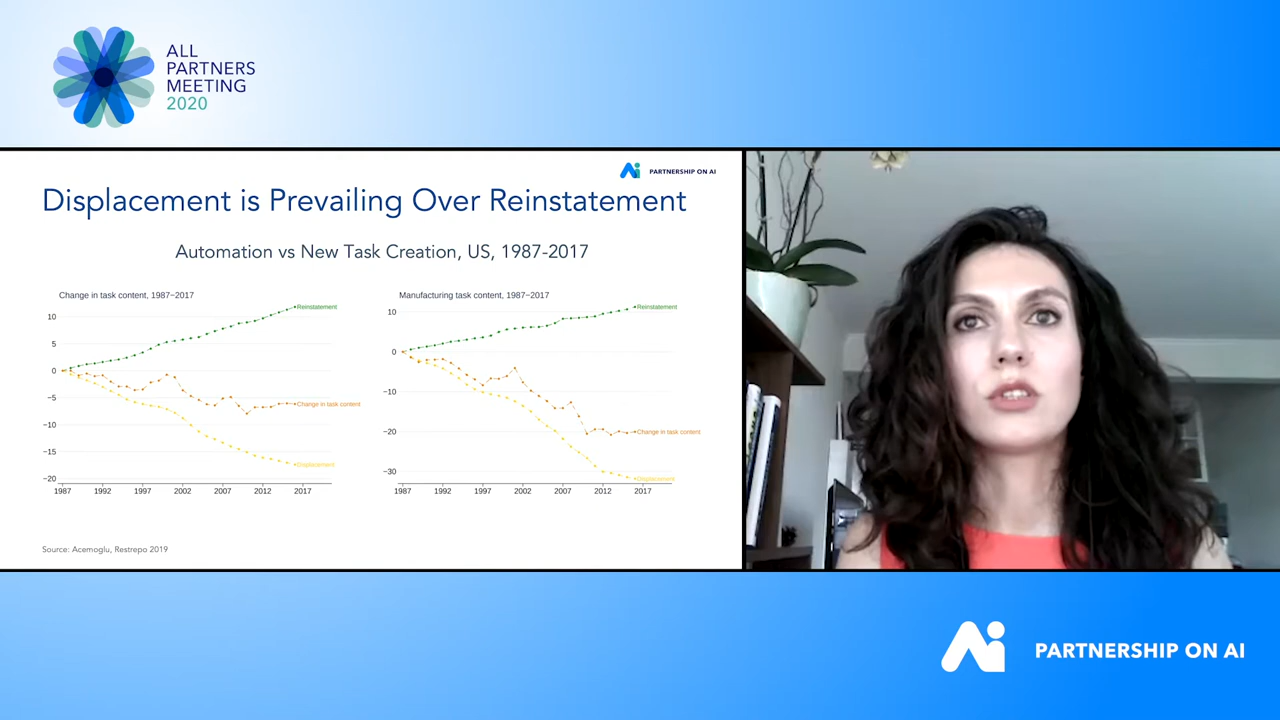 ALL
PARTNERS
MEETING
2020
PARTNERSHIP ON AI
Displacement is Prevailing Over Reinstatement
Automation vs New Task Creation, US, 1987-2017
Change in task content, 1987−2017
10
5
0
−5
−10
−15
−20
Reinstatement
Change in task content
Displacement
1987 1992 1997 2002 2007 2012 2017
Manufacturing task content, 1987−2017
10
0
−10
−20
−30
Reinstatement
Change in task content
Displacement
1987 1992 1997 2002 2007 2012 2017
Source: Acemoglu, Restrepo 2019
PARTNERSHIP ON AI